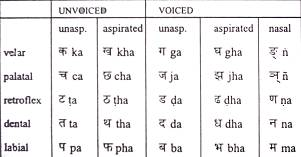 UNVOICED VOICED
unasp. aspirated unasp. aspirated nasal
velar क ka ख kha ग ga घ gha ङ् ṅ
palatal च ca छ cha ज ja झ jha ञ् ñ
retroflex ट ṭa ठ ṭha ड ḍa ढ ḍha ण ṇa
dental त ta थ tha द da ध dha न na
labial प pa फ pha ब ba भ bha म ma